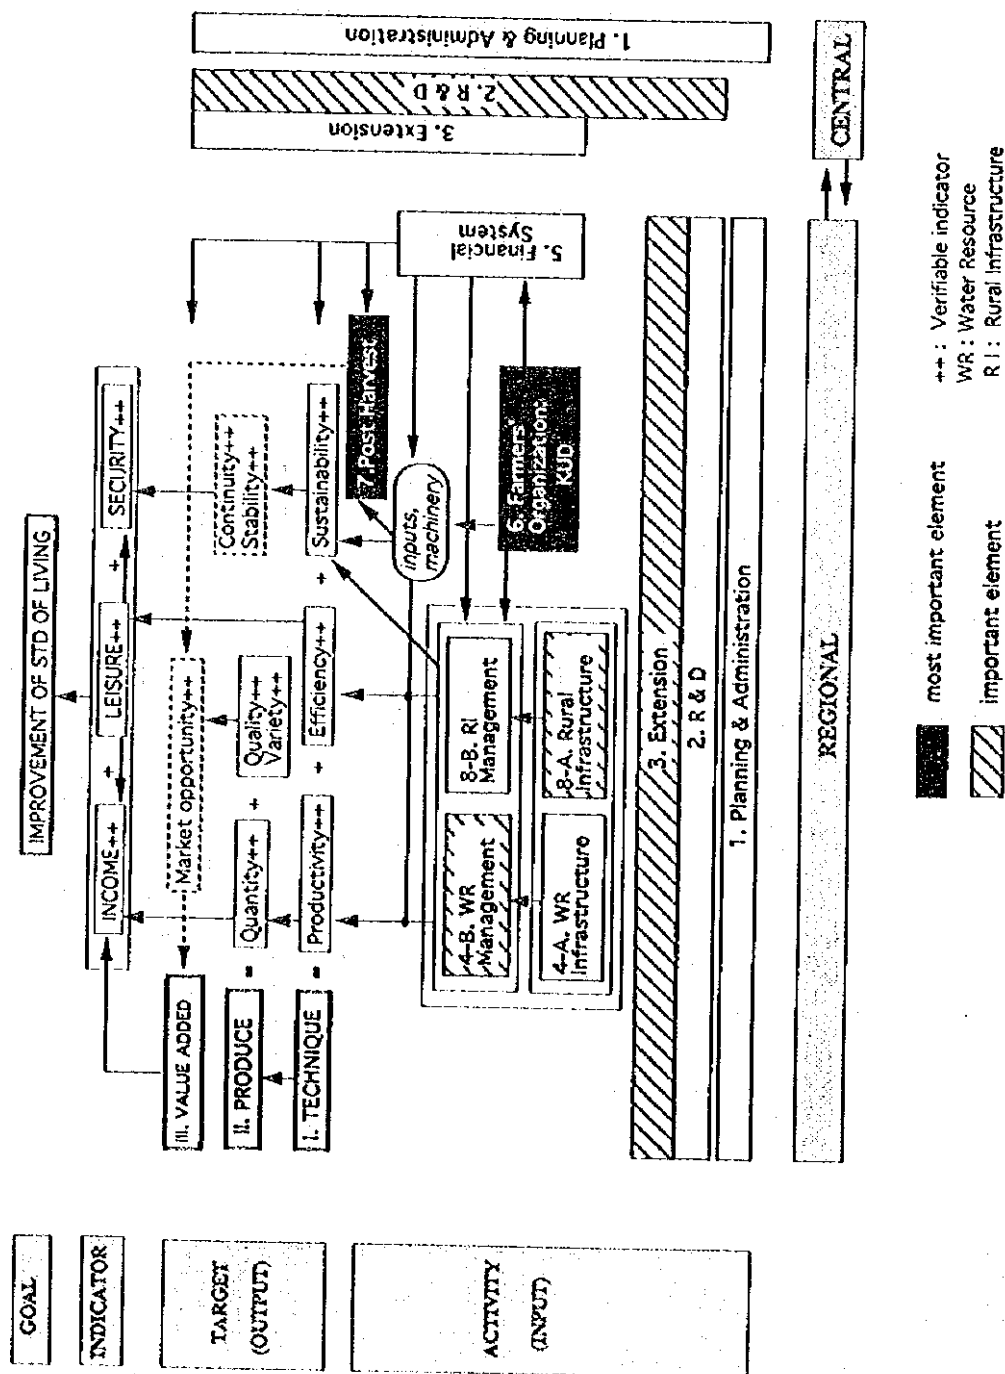 GOAL
IMPROVEMENT OF STD OF LIVING
INDICATOR
INCOME++ + LEISURE++ + SECURITY++
TARGET
(OUTPUT)
III. VALUE ADDED
Market opportunity++
II. PRODUCE = Quantity++ + Quality++
Variety++
Continuity++
Stability++
I. TECHNIQUE = Productivity++ + Efficiency++ + Sustainability++
7. Post Harvest
ACTIVITY
(INPUT)
inputs,
machinery
5. Financial
System
4-B. WR
Management
8-B. RI
Management
6. Farmers'
Organization:
KUD
4-A. WR
Infrastructure
8-A. Rural
Infrastructure
3. Extension
2. R & D
1. Planning & Administration
3. Extension
2. R & D
1. Planning & Administration
REGIONAL
CENTRAL
most important element
important element
++ : Verifiable indicator
WR : Water Resource
R I : Rural Infrastructure